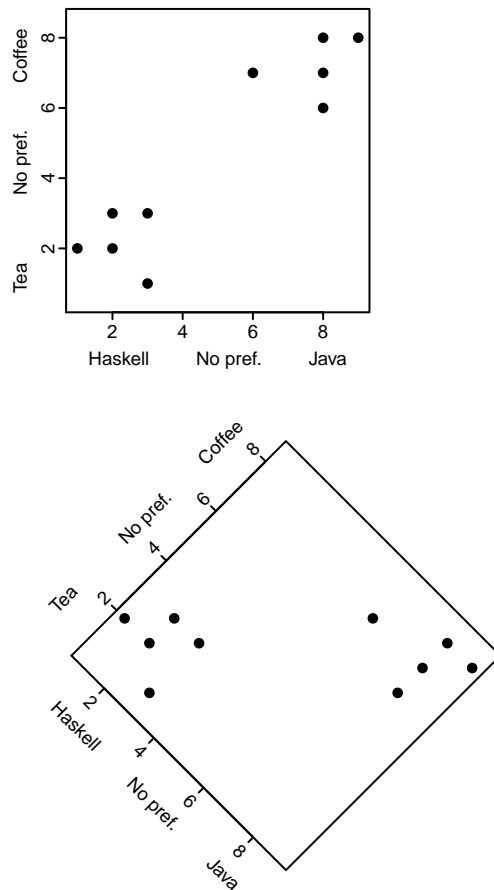 8
Coffee
6
No pref.
4
2
Tea
2 4 6 8
Haskell No pref. Java
Coffee
8
No pref.
6
4
Tea
2
2
Haskell
4
No pref.
6
8
Java